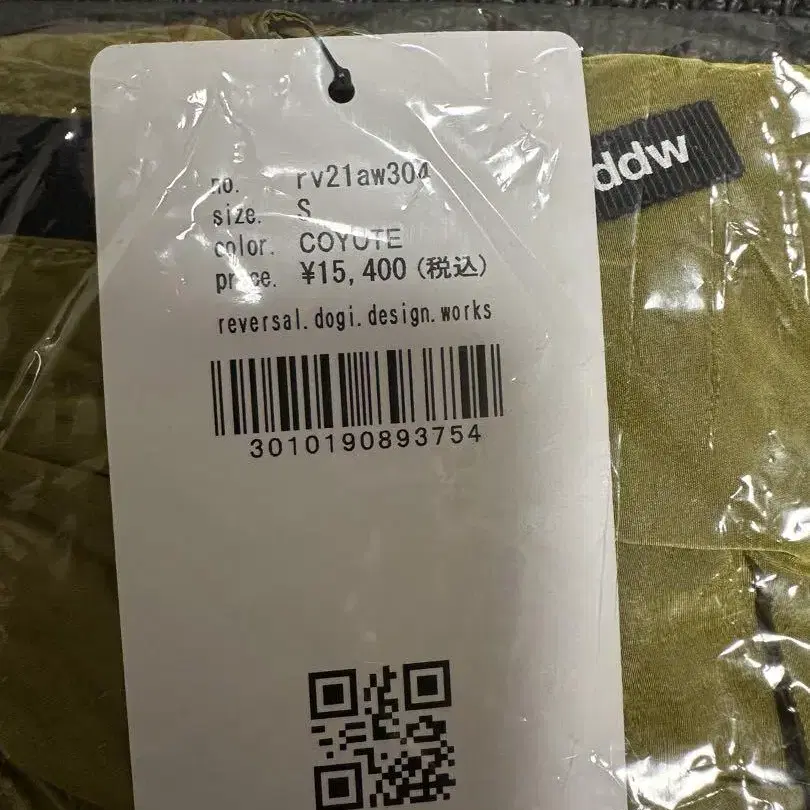 no. rv21aw304
size. S
color. COYOTE
price. ¥15,400(税込)
reversal.dogi.design.works
3010190893754
ddw